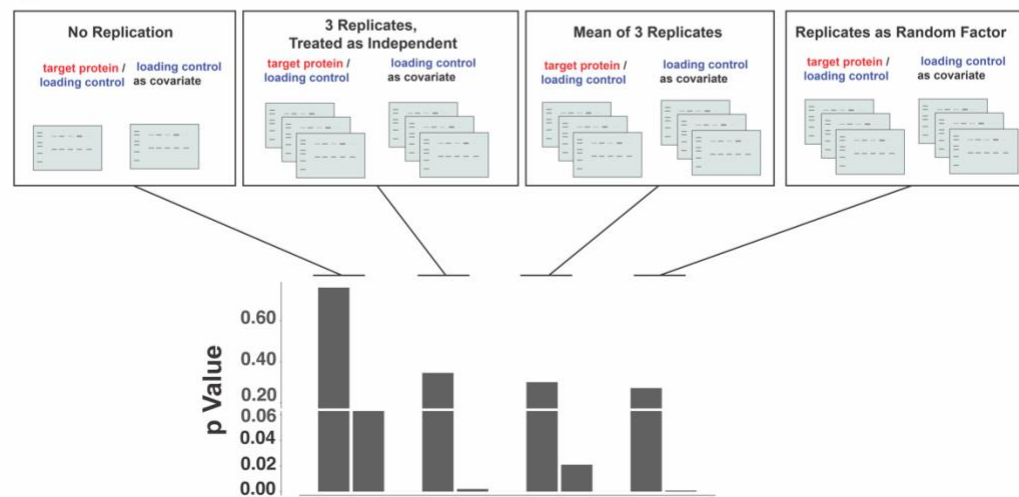 No Replication
target protein / loading control
loading control as covariate
3 Replicates,
Treated as Independent
target protein / loading control
loading control as covariate
Mean of 3 Replicates
target protein / loading control
loading control as covariate
Replicates as Random Factor
target protein / loading control
loading control as covariate
p Value
0.60
0.40
0.20
0.06
0.04
0.02
0.00